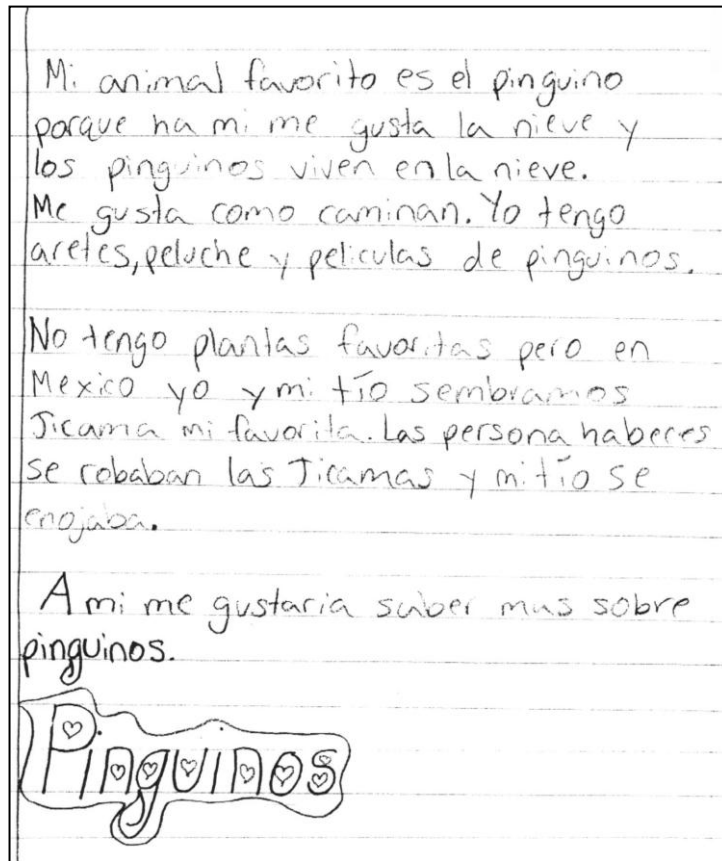 Mi animal favorito es el pinguino
porque ha mi me gusta la nieve y
los pinguinos viven en la nieve.
Me gusta como caminan. Yo tengo
aretes, peluche y peliculas de pinguinos.
No tengo plantas favoritas pero en
Mexico yo y mi tío sembramos
Jicama mi favorita. Las persona haberes
se robaban las Jicamas y mi tío se
enojaba.
A mi me gustaria saber mas sobre
pinguinos.
Pinguinos